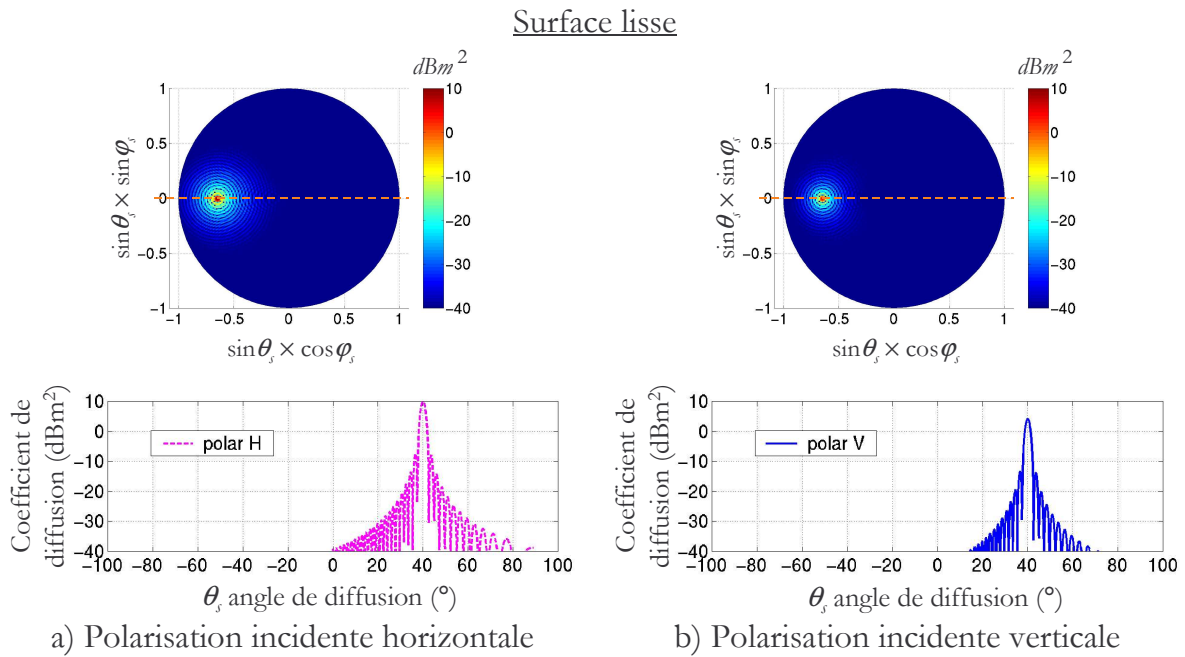 Surface lisse
dBm²
dBm²
sinθₛ × sinφₛ
1
0.5
0
−0.5
−1
−1
−0.5
0
0.5
1
10
0
−10
−20
−30
−40
sinθₛ × cosφₛ
sinθₛ × sinφₛ
1
0.5
0
−0.5
−1
−1
−0.5
0
0.5
1
10
0
−10
−20
−30
−40
sinθₛ × cosφₛ
Coefficient de
diffusion (dBm²)
10
0
−10
−20
−30
−40
polar H
−100 −80 −60 −40 −20 0 20 40 60 80 100
θₛ angle de diffusion (°)
Coefficient de
diffusion (dBm²)
10
0
−10
−20
−30
−40
polar V
−100 −80 −60 −40 −20 0 20 40 60 80 100
θₛ angle de diffusion (°)
a) Polarisation incidente horizontale
b) Polarisation incidente verticale